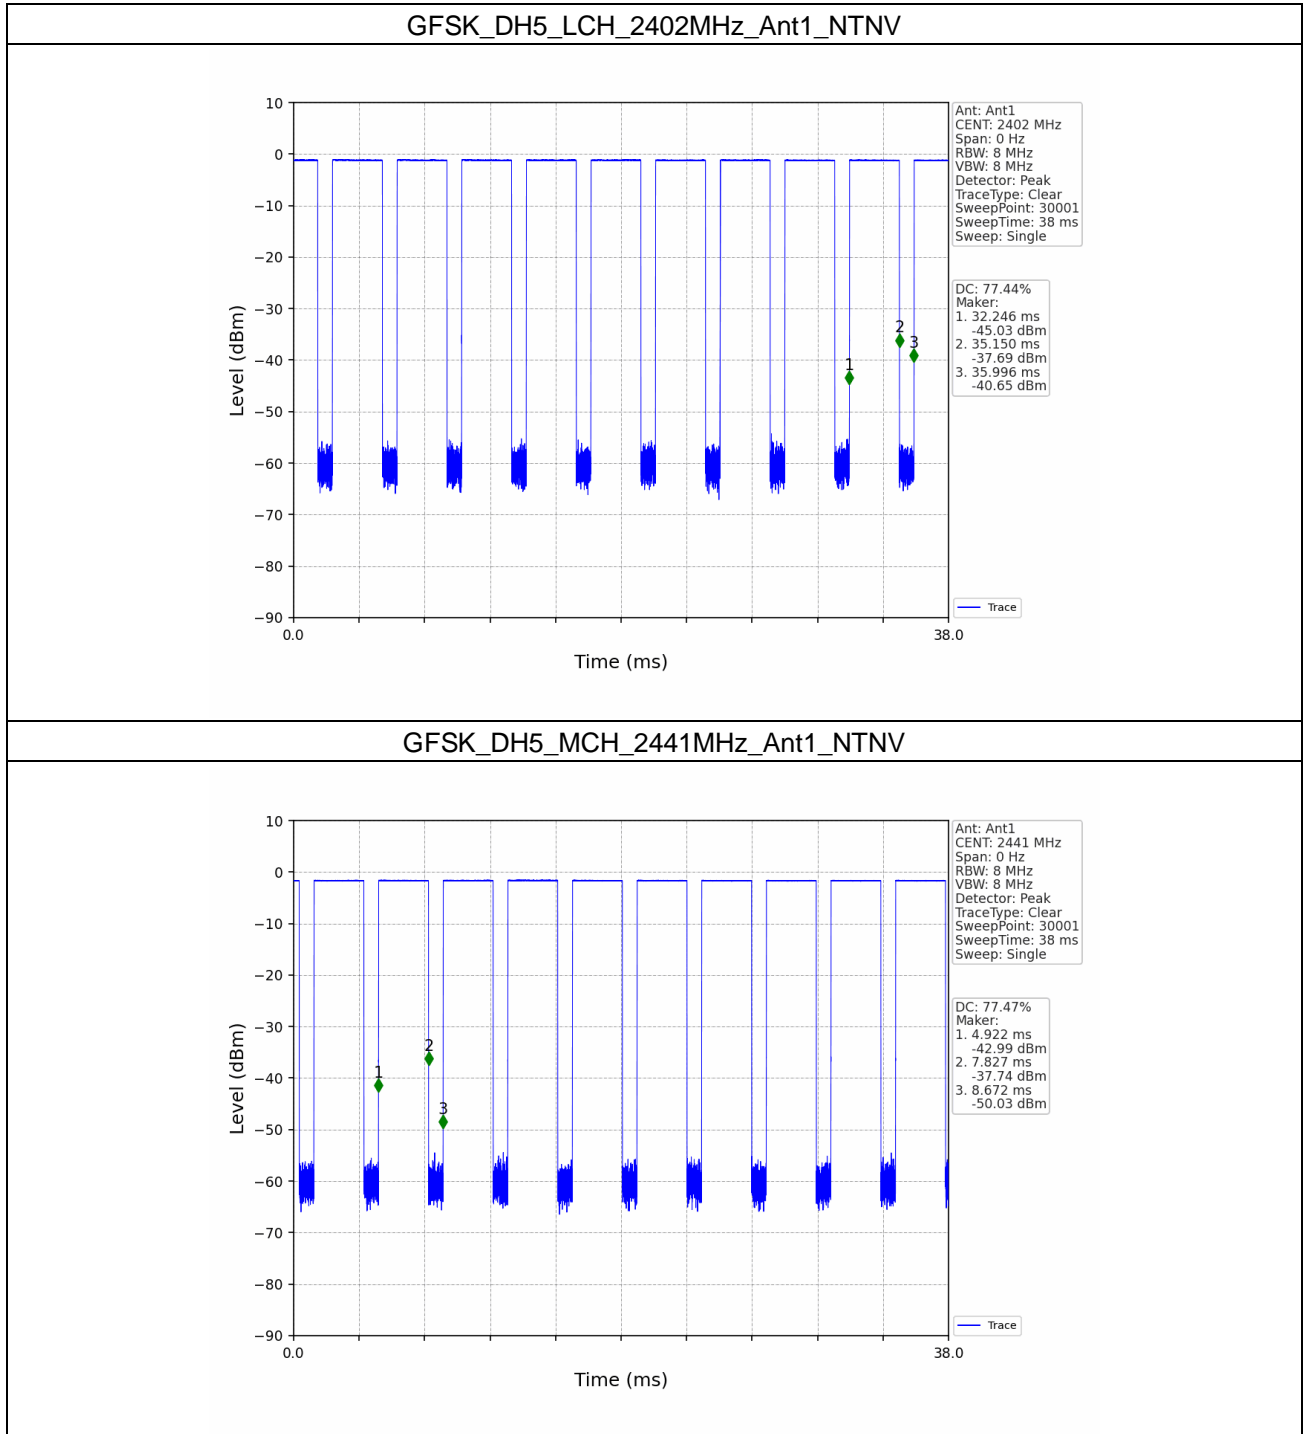 GFSK_DH5_LCH_2402MHz_Ant1_NTNV
10
0
−10
−20
−30
−40
−50
−60
−70
−80
−90
Level (dBm)
0.0
38.0
Time (ms)
1
2
3
Ant: Ant1
CENT: 2402 MHz
Span: 0 Hz
RBW: 8 MHz
VBW: 8 MHz
Detector: Peak
TraceType: Clear
SweepPoint: 30001
SweepTime: 38 ms
Sweep: Single
DC: 77.44%
Maker:
1. 32.246 ms
-45.03 dBm
2. 35.150 ms
-37.69 dBm
3. 35.996 ms
-40.65 dBm
Trace
GFSK_DH5_MCH_2441MHz_Ant1_NTNV
10
0
−10
−20
−30
−40
−50
−60
−70
−80
−90
Level (dBm)
0.0
38.0
Time (ms)
1
2
3
Ant: Ant1
CENT: 2441 MHz
Span: 0 Hz
RBW: 8 MHz
VBW: 8 MHz
Detector: Peak
TraceType: Clear
SweepPoint: 30001
SweepTime: 38 ms
Sweep: Single
DC: 77.47%
Maker:
1. 4.922 ms
-42.99 dBm
2. 7.827 ms
-37.74 dBm
3. 8.672 ms
-50.03 dBm
Trace